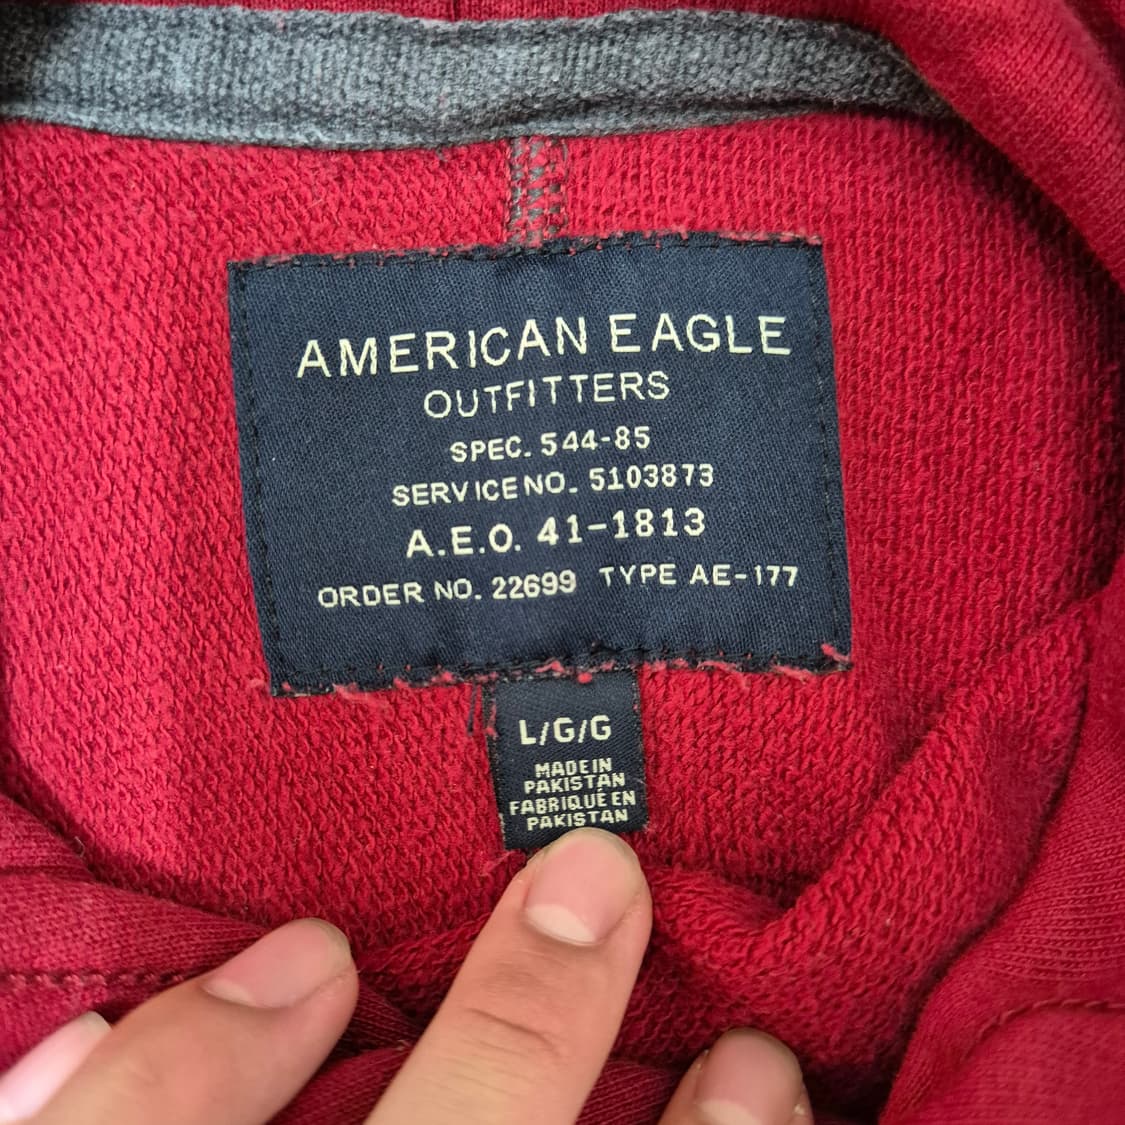 AMERICAN EAGLE
OUTFITTERS
SPEC. 544-85
SERVICE NO. 5103873
A.E.O. 41-1813
ORDER NO. 22699 TYPE AE-177
L/G/G
MADE IN
PAKISTAN
FABRIQUÉ EN
PAKISTAN